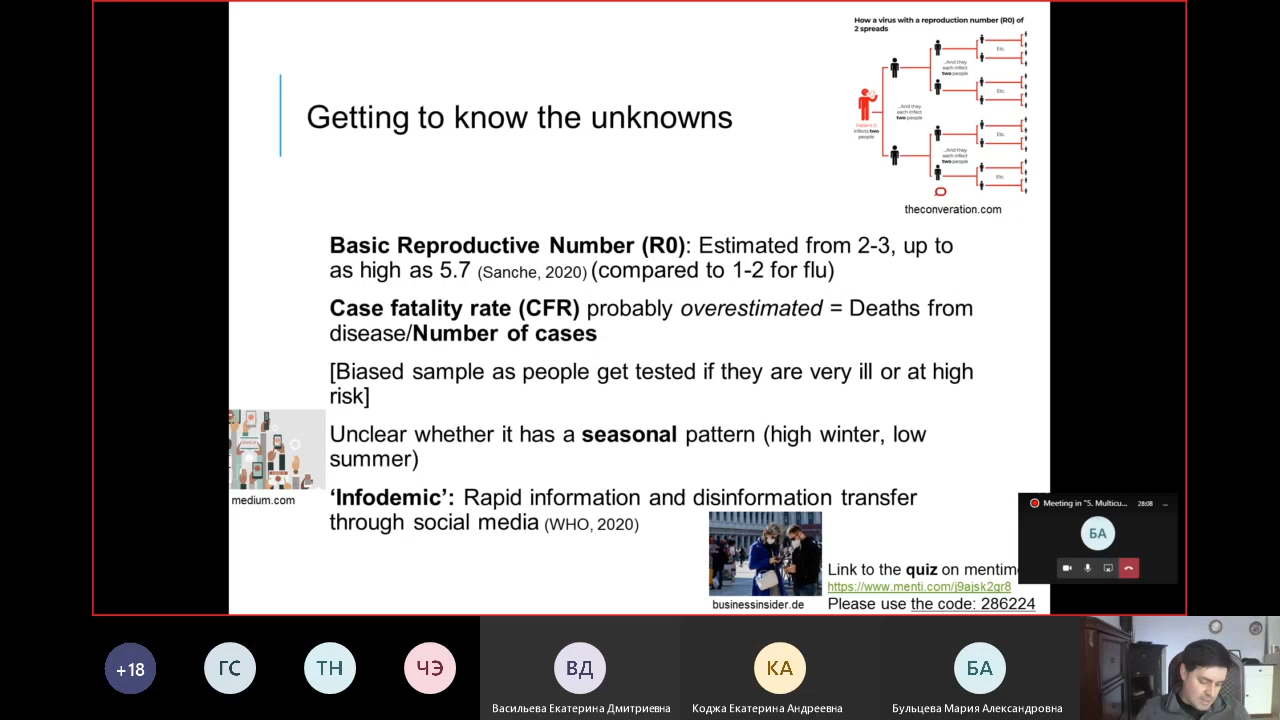 How a virus with a reproduction number (R0) of
2 spreads
...And they
each infect
two people
Etc.
...And they
each infect
two people
Etc.
Getting to know the unknowns
infects two
people
...And they
each infect
two people
Etc.
Etc.
theconveration.com
Basic Reproductive Number (R0): Estimated from 2-3, up to
as high as 5.7 (Sanche, 2020) (compared to 1-2 for flu)
Case fatality rate (CFR) probably overestimated = Deaths from
disease/Number of cases
[Biased sample as people get tested if they are very ill or at high
risk]
Unclear whether it has a seasonal pattern (high winter, low
summer)
medium.com
‘Infodemic’: Rapid information and disinformation transfer
through social media (WHO, 2020)
businessinsider.de
Link to the quiz on mentim
https://www.menti.com/j9ajsk2gr8
Please use the code: 286224
Meeting in "5. Multicu... 28:08 ...
БА
+18
ГС
ТН
ЧЭ
ВД
КА
БА
Васильева Екатерина Дмитриевна
Коджа Екатерина Андреевна
Бульцева Мария Александровна